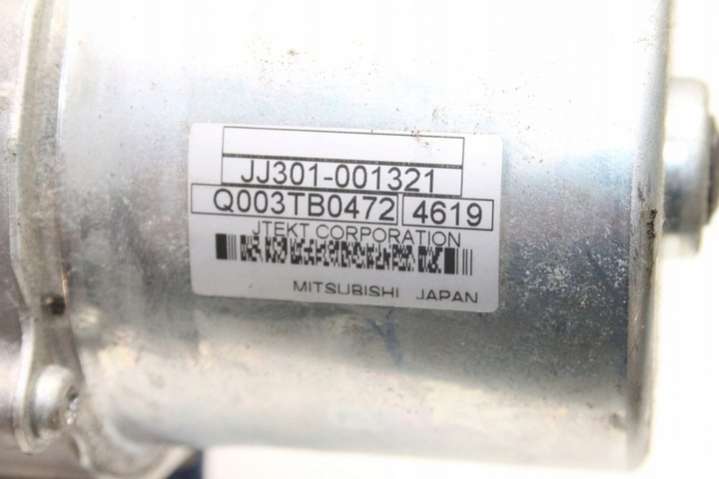 JJ301-001321
Q003TB0472 4619
JTEKT CORPORATION
MITSUBISHI JAPAN